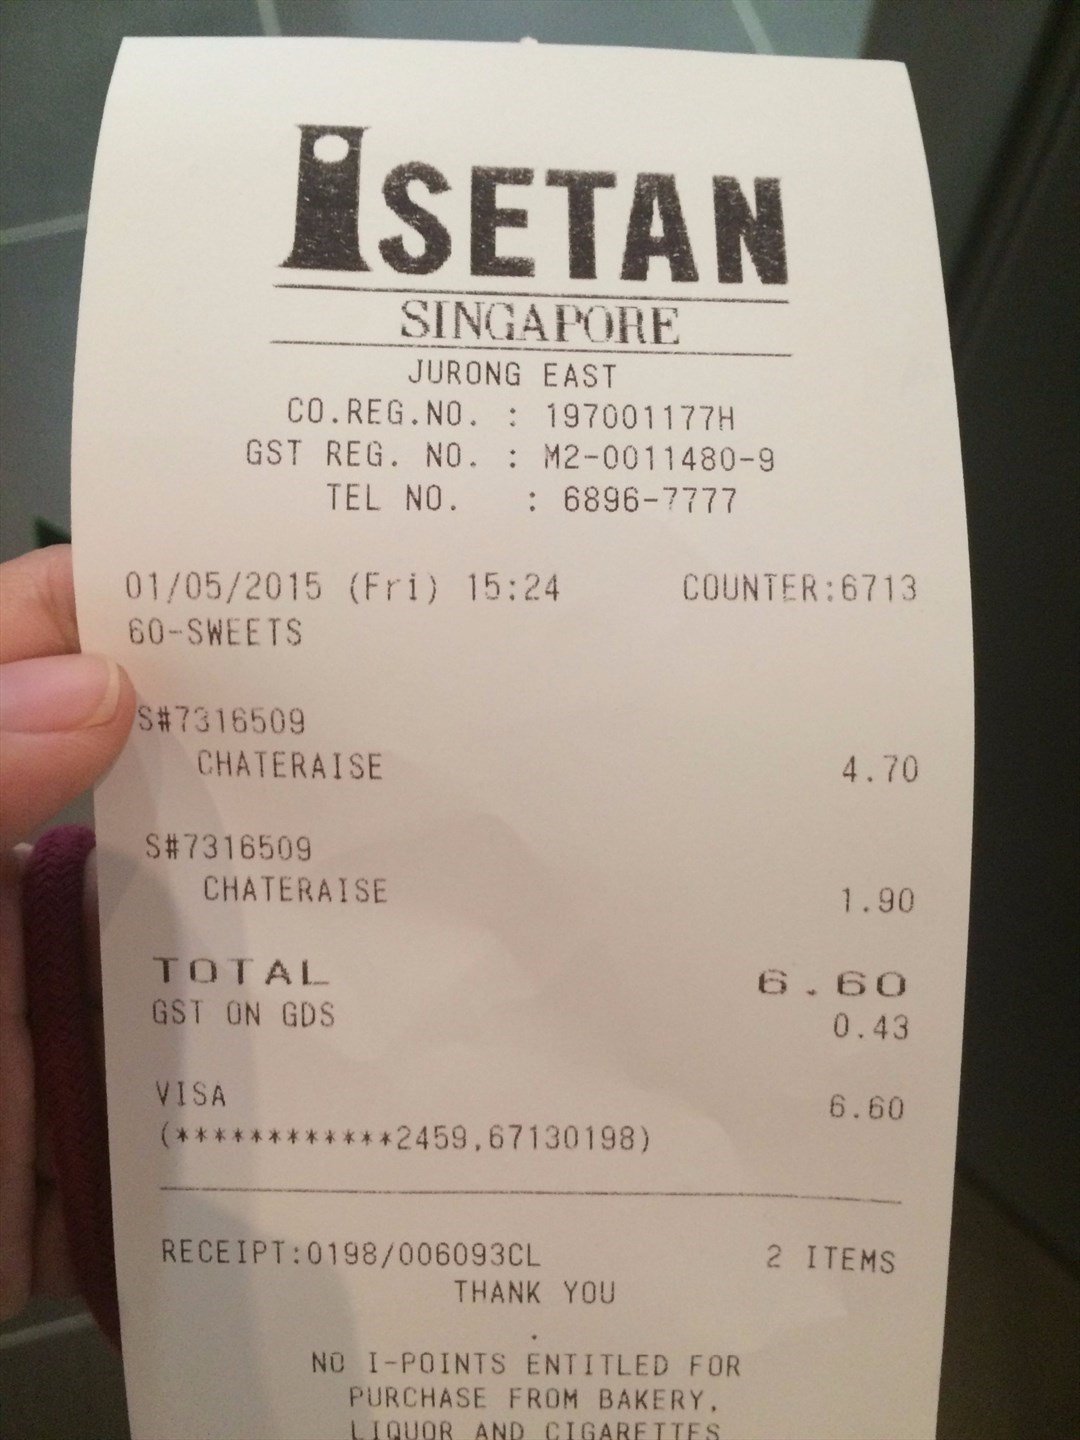 ISETAN
SINGAPORE
JURONG EAST
CO.REG.NO. : 197001177H
GST REG. NO. : M2-0011480-9
TEL NO. : 6896-7777
01/05/2015 (Fri) 15:24 COUNTER:6713
60-SWEETS
S#7316509
CHATERAISE 4.70
S#7316509
CHATERAISE 1.90
TOTAL 6.60
GST ON GDS 0.43
VISA 6.60
(************2459,67130198)
RECEIPT:0198/006093CL 2 ITEMS
THANK YOU
.
NO I-POINTS ENTITLED FOR
PURCHASE FROM BAKERY,
LIQUOR AND CIGARETTES